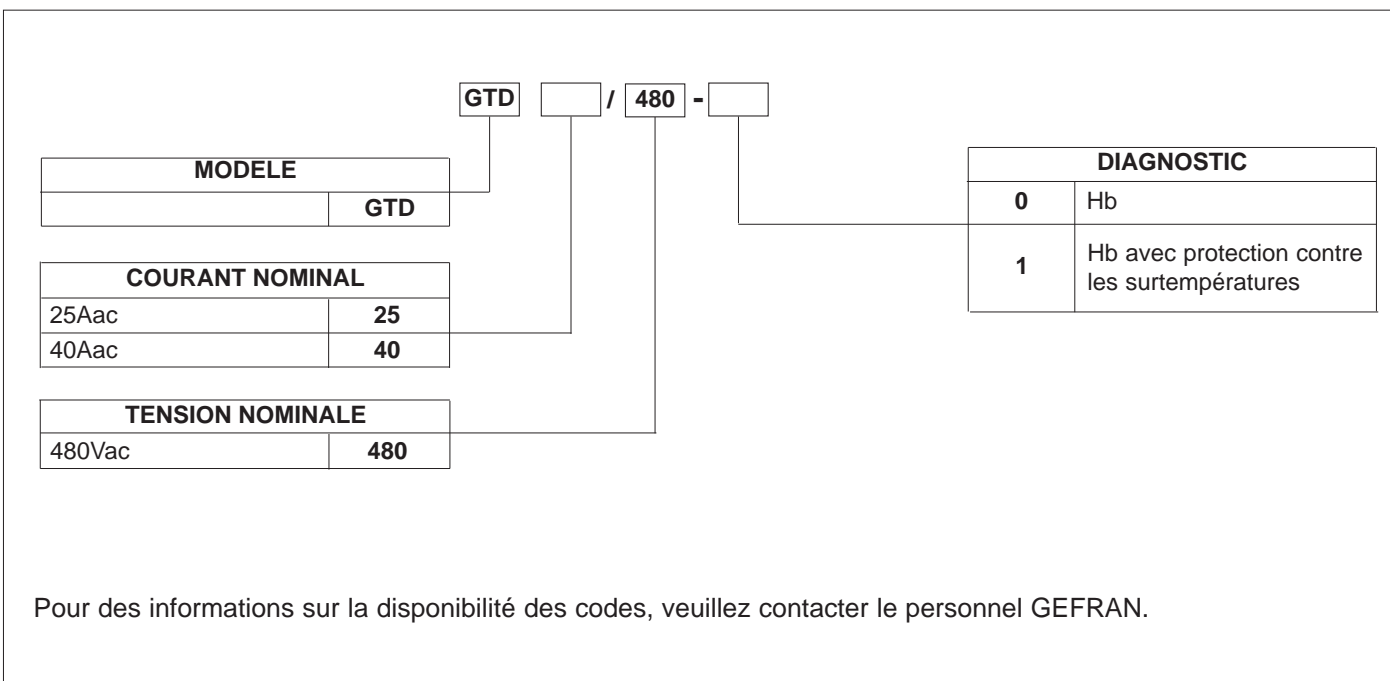 GTD / 480 -
MODELE
GTD
COURANT NOMINAL
25Aac 25
40Aac 40
TENSION NOMINALE
480Vac 480
DIAGNOSTIC
0 Hb
1 Hb avec protection contre
les surtempératures
Pour des informations sur la disponibilité des codes, veuillez contacter le personnel GEFRAN.